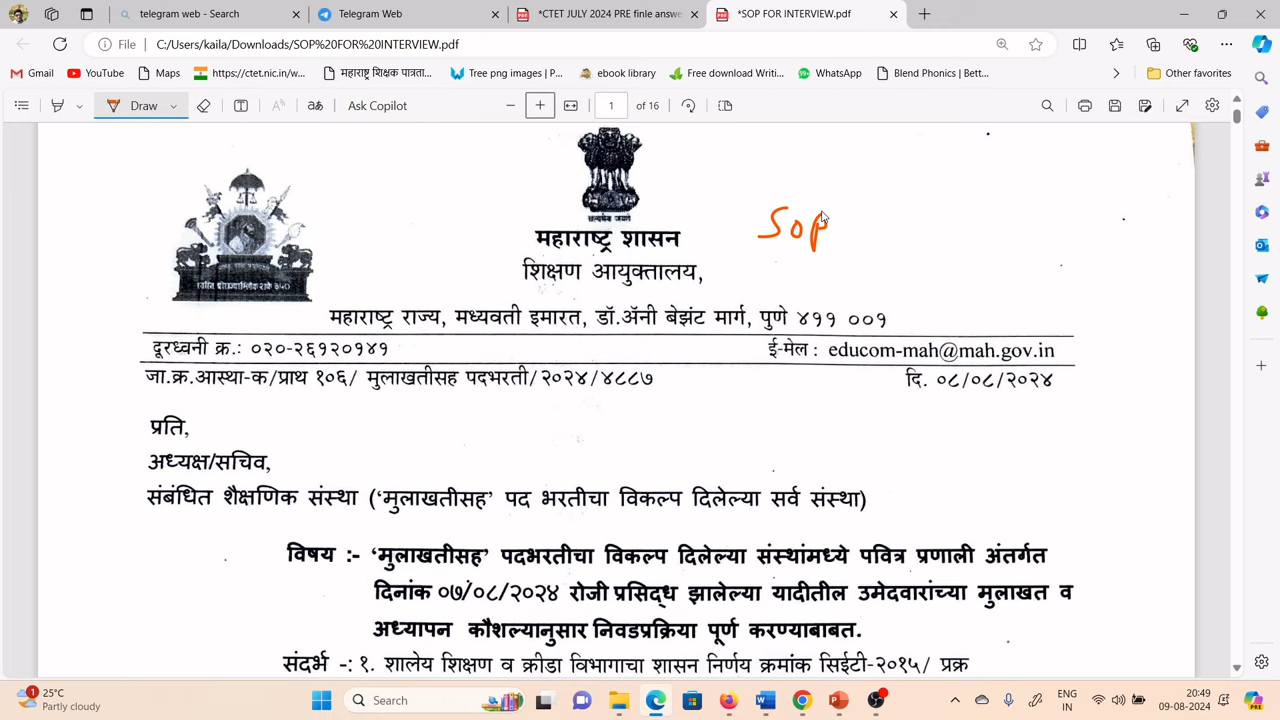 telegram web - Search
Telegram Web
*CTET JULY 2024 PRE finle answe
*SOP FOR INTERVIEW.pdf
File
C:/Users/kaila/Downloads/SOP%20FOR%20INTERVIEW.pdf
Gmail
YouTube
Maps
https://ctet.nic.in/w...
महाराष्ट्र शिक्षक पात्रता...
Tree png images | P...
ebook library
Free download Writi...
WhatsApp
Blend Phonics | Bett...
Other favorites
Draw
Ask Copilot
1 of 16
सत्यमेव जयते
महाराष्ट्र शासन
SOP
शिक्षण आयुक्तालय,
महाराष्ट्र राज्य, मध्यवती इमारत, डॉ.ॲनी बेझंट मार्ग, पुणे ४११ ००१
दूरध्वनी क्र.: ०२०-२६१२०१४१
ई-मेल : educom-mah@mah.gov.in
जा.क्र.आस्था-क/प्राथ १०६/ मुलाखतीसह पदभरती/२०२४/४८८७
दि. ०८/०८/२०२४
प्रति,
अध्यक्ष/सचिव,
संबंधित शैक्षणिक संस्था ('मुलाखतीसह' पद भरतीचा विकल्प दिलेल्या सर्व संस्था)
विषय :- 'मुलाखतीसह' पदभरतीचा विकल्प दिलेल्या संस्थांमध्ये पवित्र प्रणाली अंतर्गत
दिनांक ०७/०८/२०२४ रोजी प्रसिद्ध झालेल्या यादीतील उमेदवारांच्या मुलाखत व
अध्यापन कौशल्यानुसार निवडप्रक्रिया पूर्ण करण्याबाबत.
संदर्भ -: १. शालेय शिक्षण व क्रीडा विभागाचा शासन निर्णय क्रमांक सिईटी-२०१५/ प्रक्र
1
25°C
Partly cloudy
Search
ENG
IN
20:49
09-08-2024